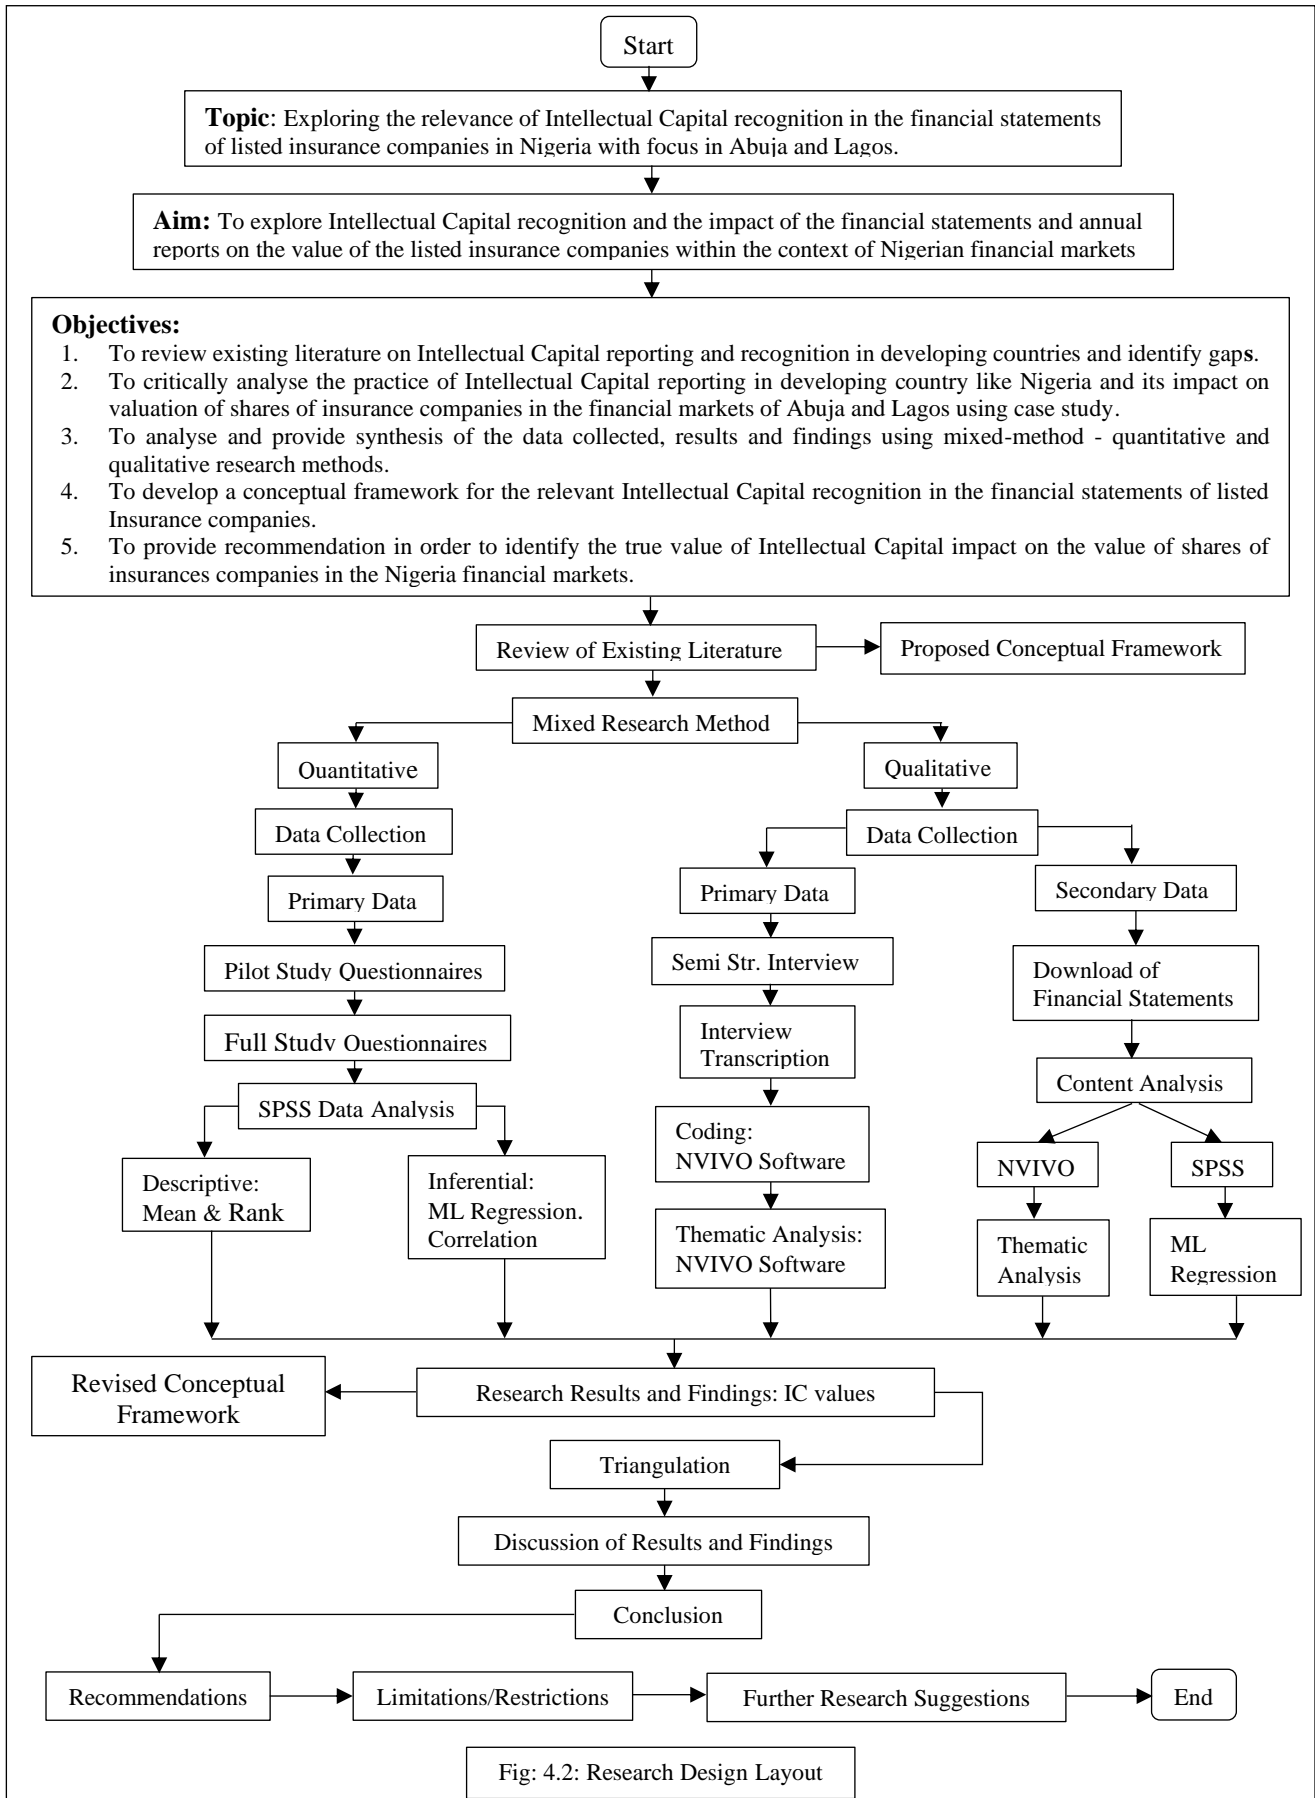 Start
Topic: Exploring the relevance of Intellectual Capital recognition in the financial statements
of listed insurance companies in Nigeria with focus in Abuja and Lagos.
Aim: To explore Intellectual Capital recognition and the impact of the financial statements and annual
reports on the value of the listed insurance companies within the context of Nigerian financial markets
Objectives:
1. To review existing literature on Intellectual Capital reporting and recognition in developing countries and identify gaps.
2. To critically analyse the practice of Intellectual Capital reporting in developing country like Nigeria and its impact on
valuation of shares of insurance companies in the financial markets of Abuja and Lagos using case study.
3. To analyse and provide synthesis of the data collected, results and findings using mixed-method - quantitative and
qualitative research methods.
4. To develop a conceptual framework for the relevant Intellectual Capital recognition in the financial statements of listed
Insurance companies.
5. To provide recommendation in order to identify the true value of Intellectual Capital impact on the value of shares of
insurances companies in the Nigeria financial markets.
Review of Existing Literature
Proposed Conceptual Framework
Mixed Research Method
Quantitative
Qualitative
Data Collection
Data Collection
Primary Data
Primary Data
Secondary Data
Pilot Study Questionnaires
Semi Str. Interview
Download of
Financial Statements
Full Study Questionnaires
Interview
Transcription
SPSS Data Analysis
Content Analysis
Coding:
NVIVO Software
NVIVO
SPSS
Descriptive:
Mean & Rank
Inferential:
ML Regression.
Correlation
Thematic Analysis:
NVIVO Software
Thematic
Analysis
ML
Regression
Revised Conceptual
Framework
Research Results and Findings: IC values
Triangulation
Discussion of Results and Findings
Conclusion
Recommendations
Limitations/Restrictions
Further Research Suggestions
End
Fig: 4.2: Research Design Layout